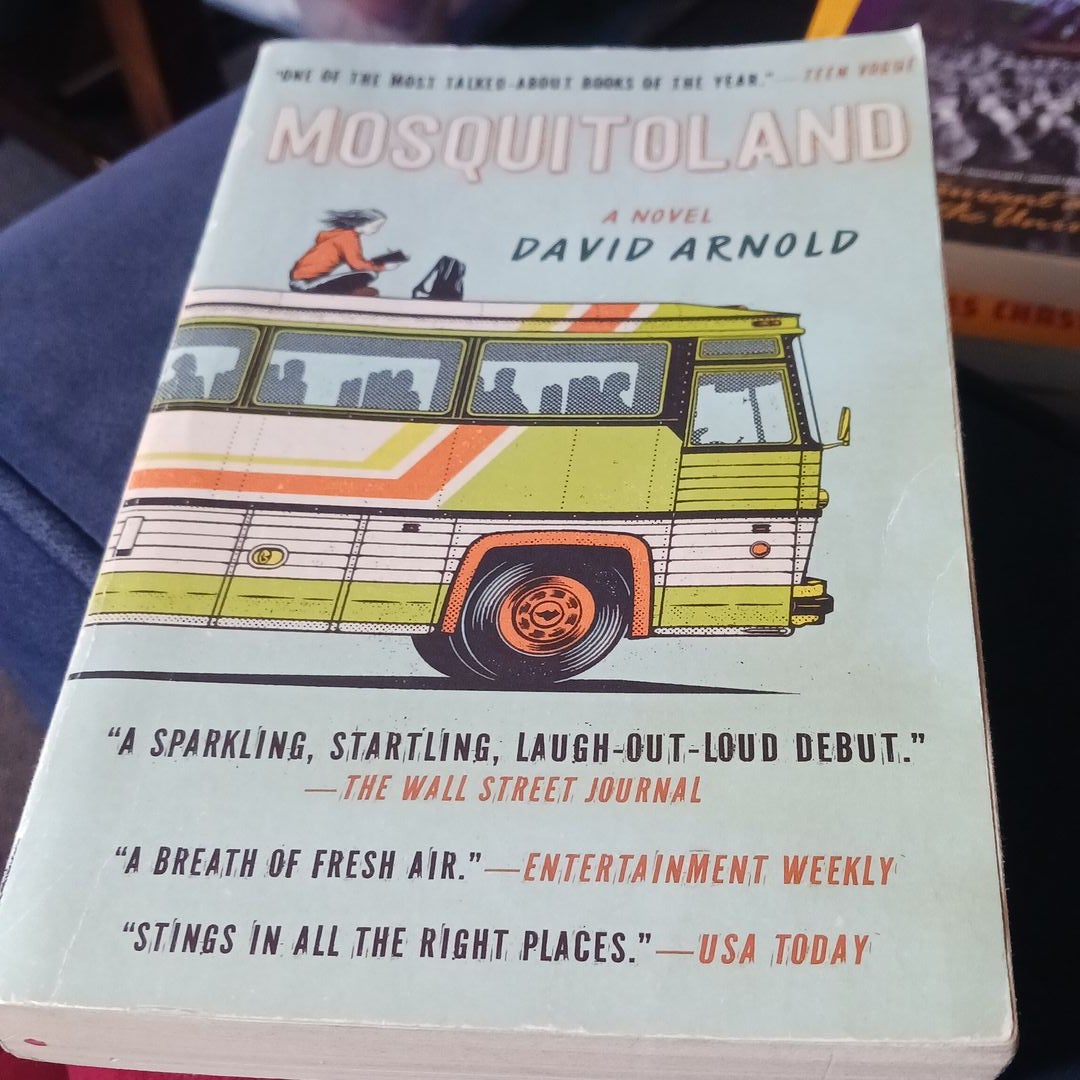 "ONE OF THE MOST TALKED-ABOUT BOOKS OF THE YEAR."—TEEN VOGUE
MOSQUITOLAND
A NOVEL
DAVID ARNOLD
"A SPARKLING, STARTLING, LAUGH-OUT-LOUD DEBUT."
—THE WALL STREET JOURNAL
"A BREATH OF FRESH AIR."—ENTERTAINMENT WEEKLY
"STINGS IN ALL THE RIGHT PLACES."—USA TODAY